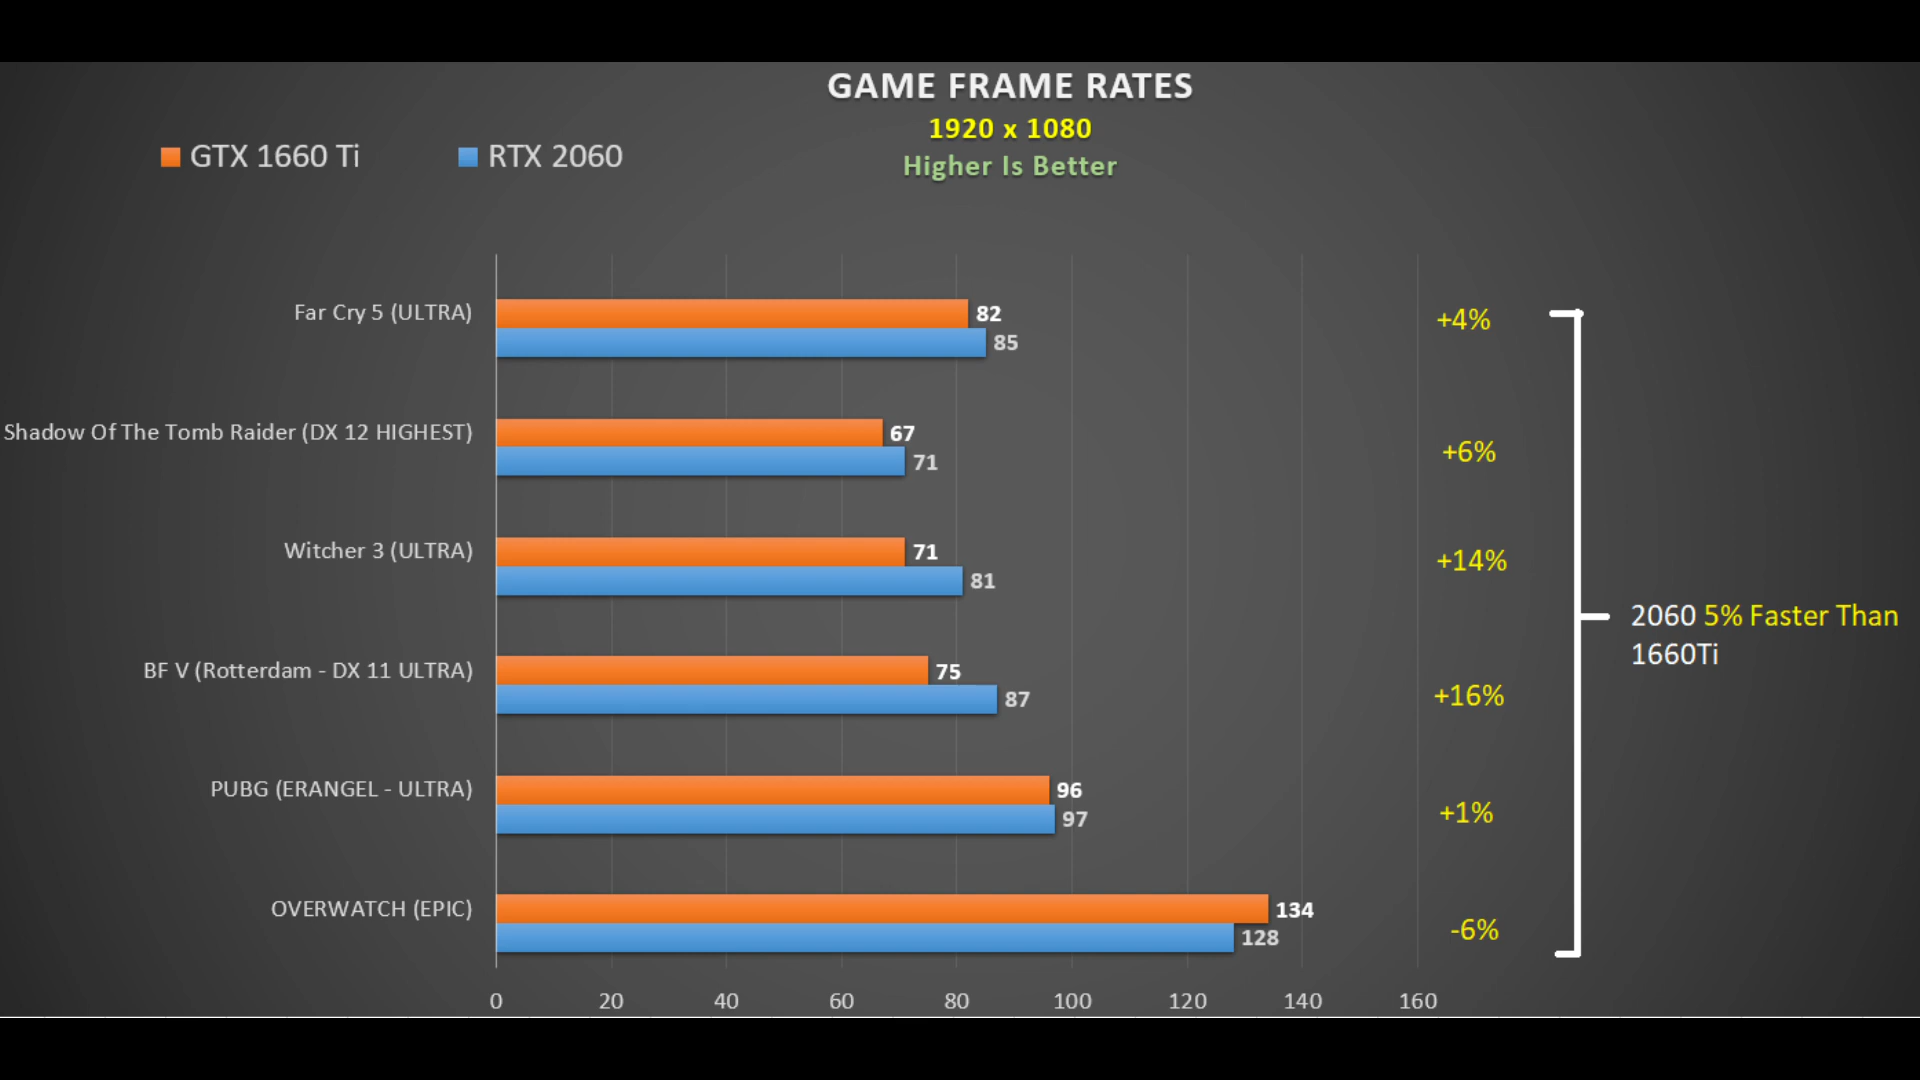 GAME FRAME RATES
1920 x 1080
Higher Is Better
GTX 1660 Ti
RTX 2060
Far Cry 5 (ULTRA)
82
85
+4%
Shadow Of The Tomb Raider (DX 12 HIGHEST)
67
71
+6%
Witcher 3 (ULTRA)
71
81
+14%
BF V (Rotterdam - DX 11 ULTRA)
75
87
+16%
PUBG (ERANGEL - ULTRA)
96
97
+1%
OVERWATCH (EPIC)
134
128
-6%
2060 5% Faster Than
1660Ti
0 20 40 60 80 100 120 140 160